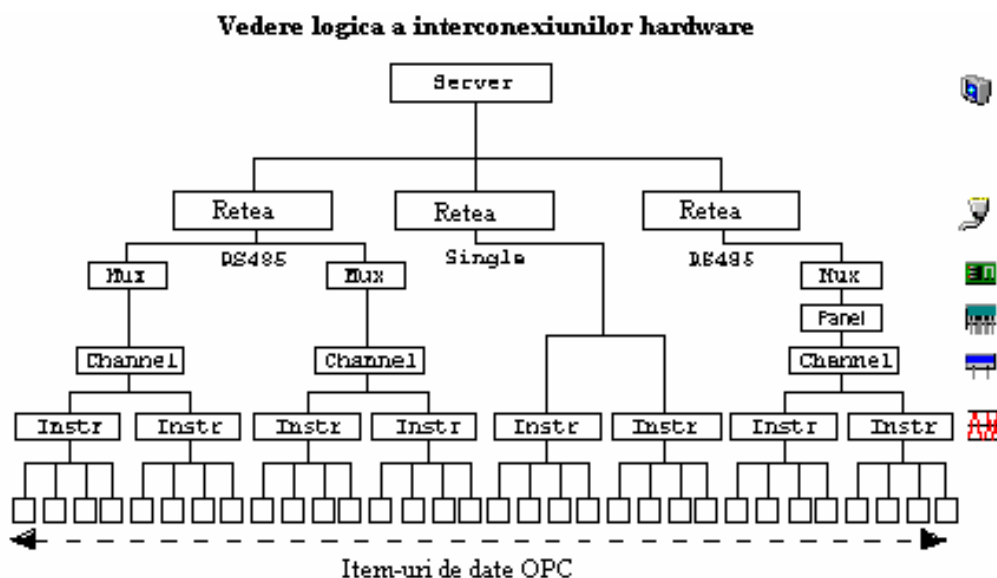 Vedere logica a interconexiunilor hardware
Server
Retea Retea Retea
RS485 Single RS485
Mux Mux Mux
Panel
Channel Channel Channel
Instr Instr Instr Instr Instr Instr Instr Instr
Item-uri de date OPC